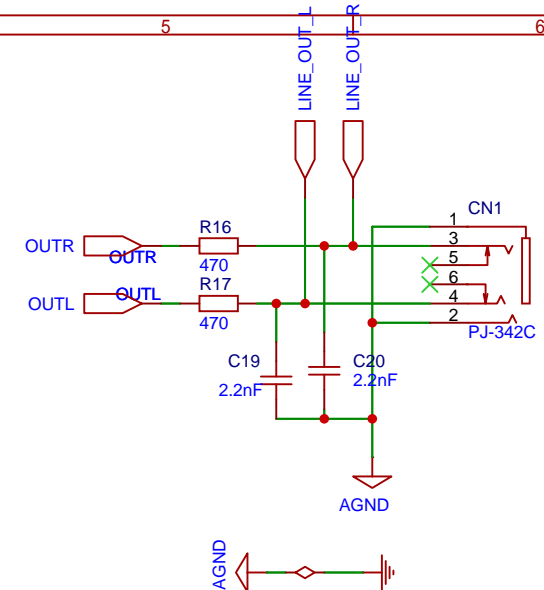 5
6
LINE_OUT_L
LINE_OUT_R
CN1
1
3
5
6
4
2
PJ-342C
OUTR
OUTR
R16
470
OUTL
OUTL
R17
470
C19
2.2nF
C20
2.2nF
AGND
AGND